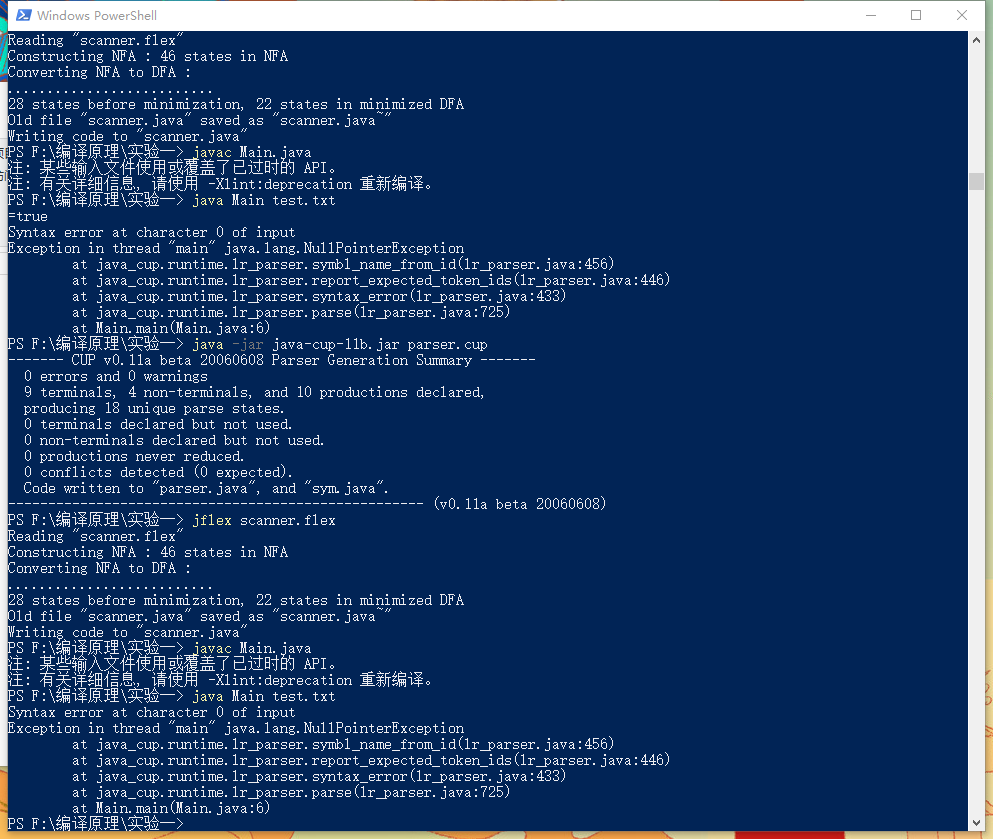 Windows PowerShell
Reading "scanner.flex"
Constructing NFA : 46 states in NFA
Converting NFA to DFA :
..........................
28 states before minimization, 22 states in minimized DFA
Old file "scanner.java" saved as "scanner.java~"
Writing code to "scanner.java"
PS F:\编译原理\实验一> javac Main.java
注: 某些输入文件使用或覆盖了已过时的 API。
注: 有关详细信息, 请使用 -Xlint:deprecation 重新编译。
PS F:\编译原理\实验一> java Main test.txt
=true
Syntax error at character 0 of input
Exception in thread "main" java.lang.NullPointerException
        at java_cup.runtime.lr_parser.symbl_name_from_id(lr_parser.java:456)
        at java_cup.runtime.lr_parser.report_expected_token_ids(lr_parser.java:446)
        at java_cup.runtime.lr_parser.syntax_error(lr_parser.java:433)
        at java_cup.runtime.lr_parser.parse(lr_parser.java:725)
        at Main.main(Main.java:6)
PS F:\编译原理\实验一> java -jar java-cup-11b.jar parser.cup
------- CUP v0.11a beta 20060608 Parser Generation Summary -------
  0 errors and 0 warnings
  9 terminals, 4 non-terminals, and 10 productions declared,
  producing 18 unique parse states.
  0 terminals declared but not used.
  0 non-terminals declared but not used.
  0 productions never reduced.
  0 conflicts detected (0 expected).
  Code written to "parser.java", and "sym.java".
---------------------------------------------------- (v0.11a beta 20060608)
PS F:\编译原理\实验一> jflex scanner.flex
Reading "scanner.flex"
Constructing NFA : 46 states in NFA
Converting NFA to DFA :
..........................
28 states before minimization, 22 states in minimized DFA
Old file "scanner.java" saved as "scanner.java~"
Writing code to "scanner.java"
PS F:\编译原理\实验一> javac Main.java
注: 某些输入文件使用或覆盖了已过时的 API。
注: 有关详细信息, 请使用 -Xlint:deprecation 重新编译。
PS F:\编译原理\实验一> java Main test.txt
Syntax error at character 0 of input
Exception in thread "main" java.lang.NullPointerException
        at java_cup.runtime.lr_parser.symbl_name_from_id(lr_parser.java:456)
        at java_cup.runtime.lr_parser.report_expected_token_ids(lr_parser.java:446)
        at java_cup.runtime.lr_parser.syntax_error(lr_parser.java:433)
        at java_cup.runtime.lr_parser.parse(lr_parser.java:725)
        at Main.main(Main.java:6)
PS F:\编译原理\实验一>